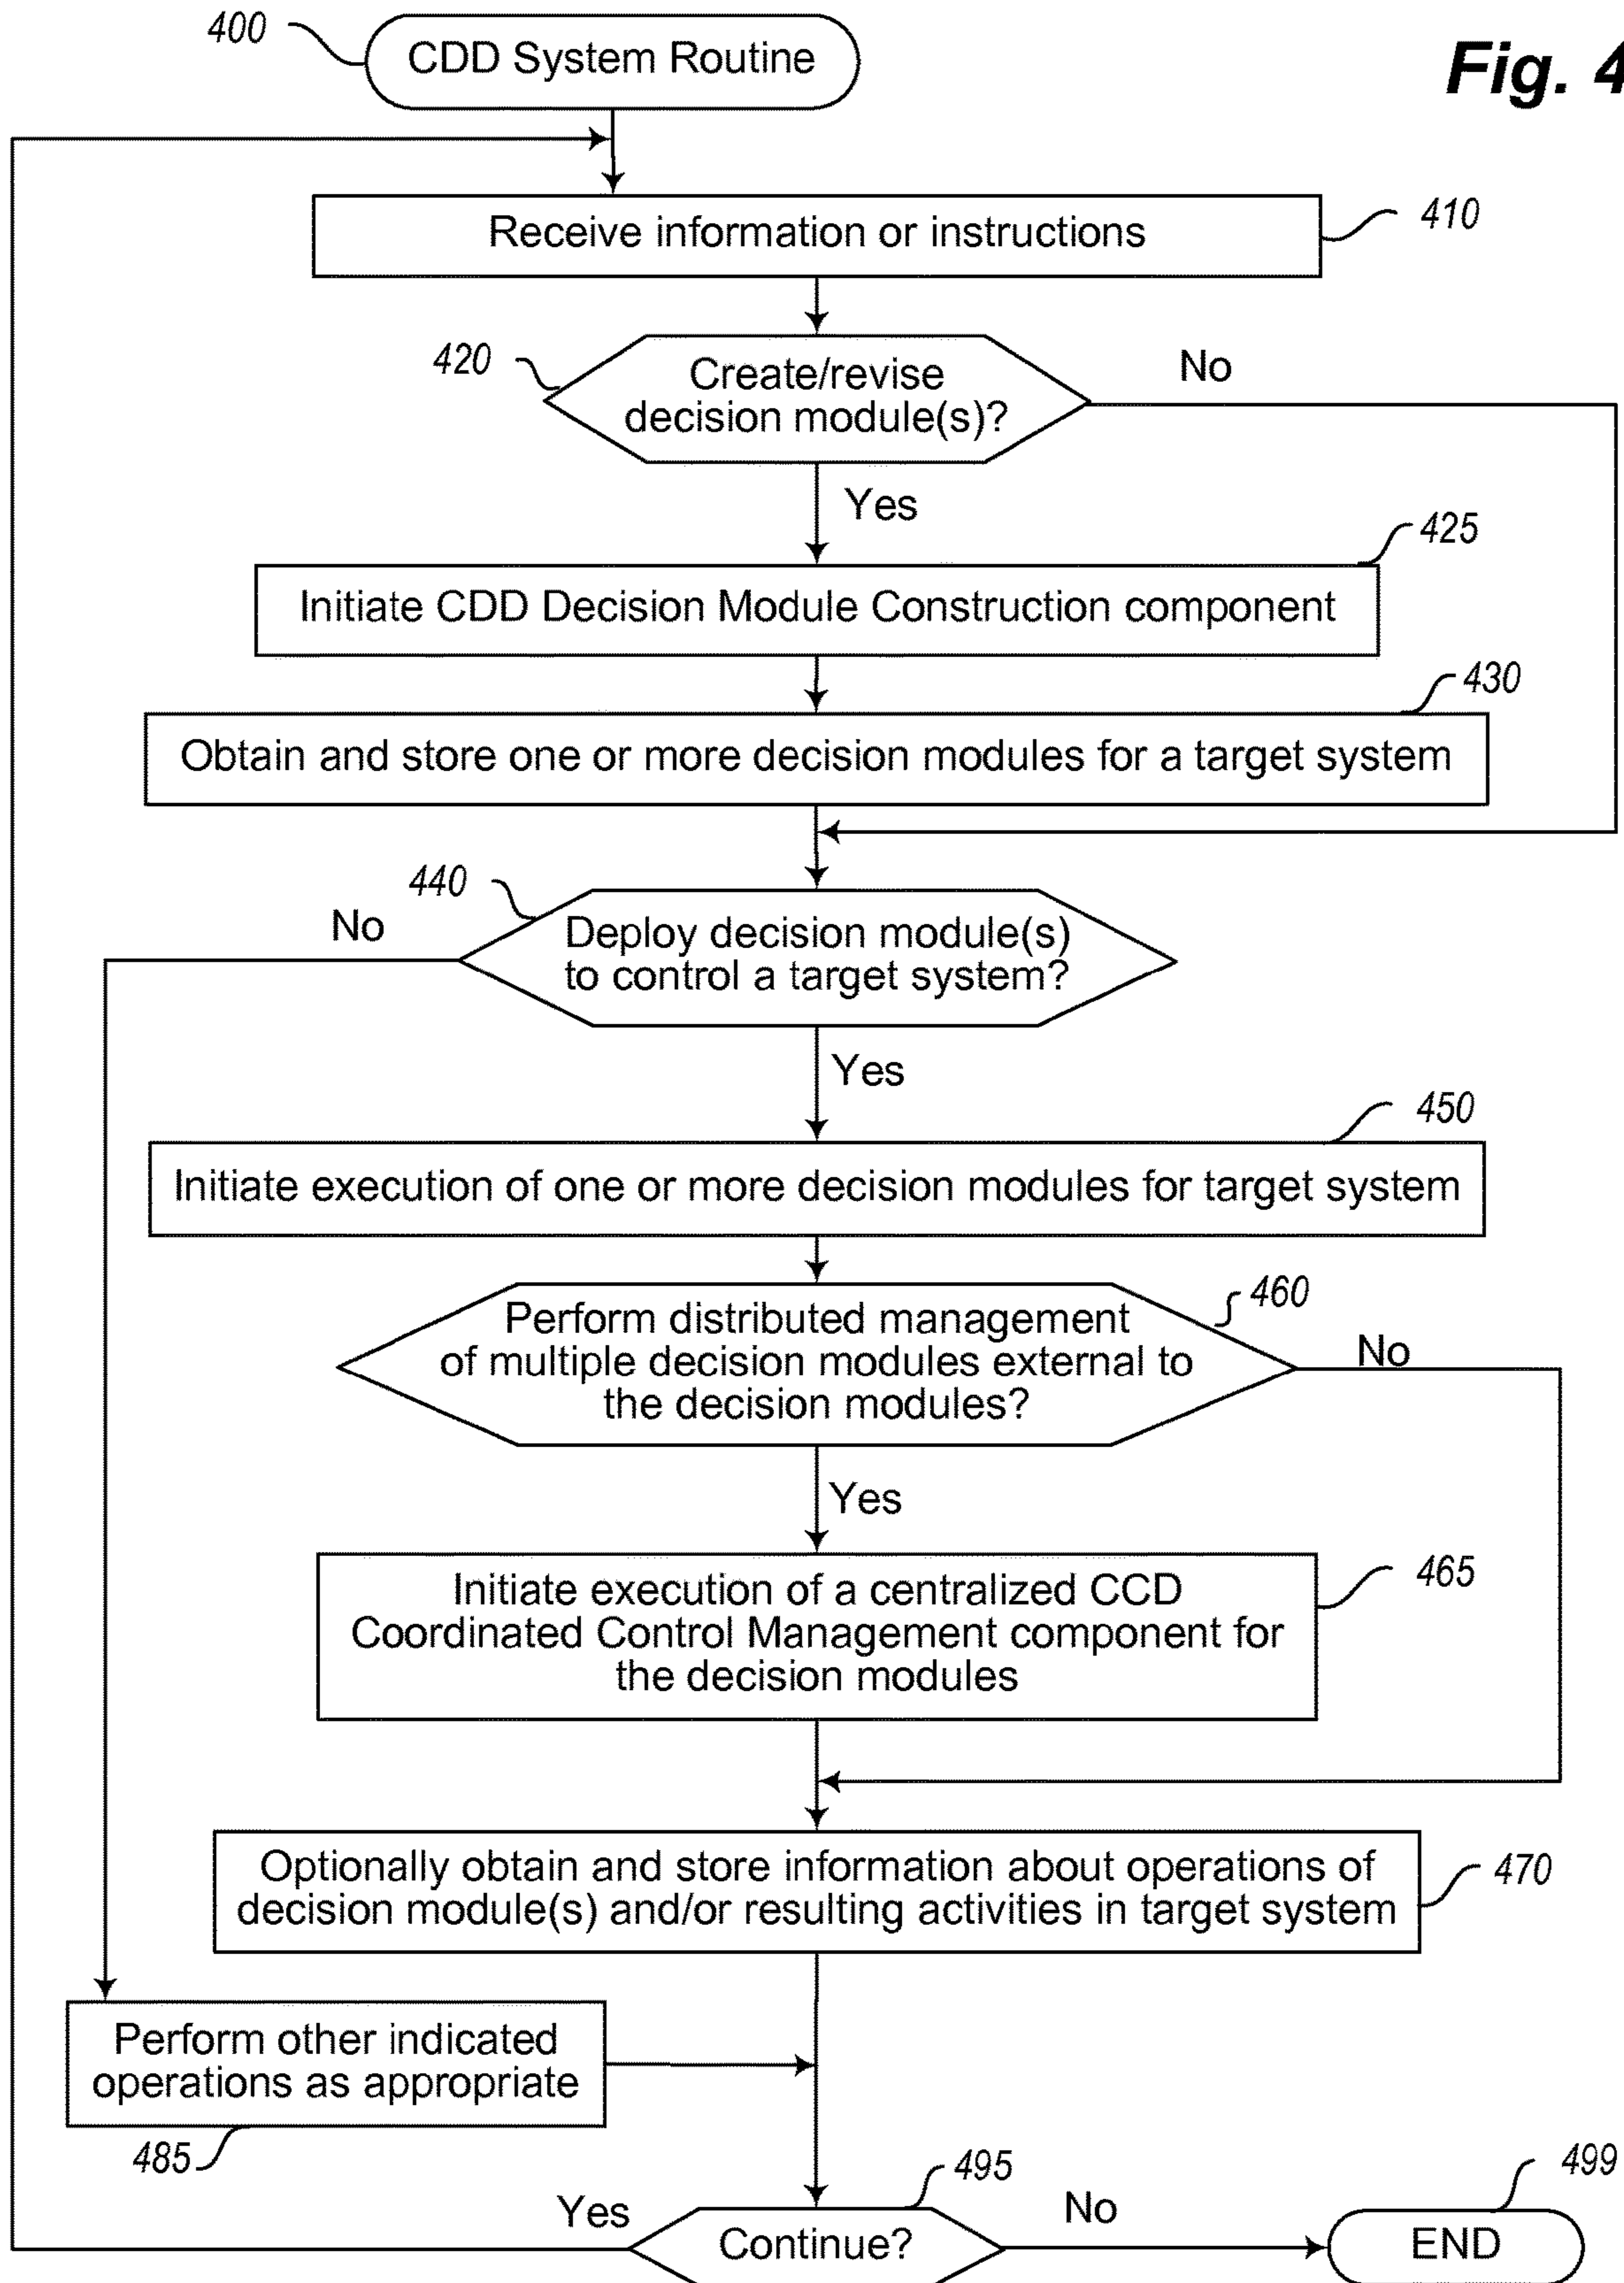 400
CDD System Routine
Fig. 4
Receive information or instructions
410
420
Create/revise
decision module(s)?
No
Yes
425
Initiate CDD Decision Module Construction component
430
Obtain and store one or more decision modules for a target system
440
No
Deploy decision module(s)
to control a target system?
Yes
450
Initiate execution of one or more decision modules for target system
460
Perform distributed management
of multiple decision modules external to
the decision modules?
No
Yes
465
Initiate execution of a centralized CCD
Coordinated Control Management component for
the decision modules
Optionally obtain and store information about operations of
decision module(s) and/or resulting activities in target system
470
Perform other indicated
operations as appropriate
485
495
499
Yes
Continue?
No
END